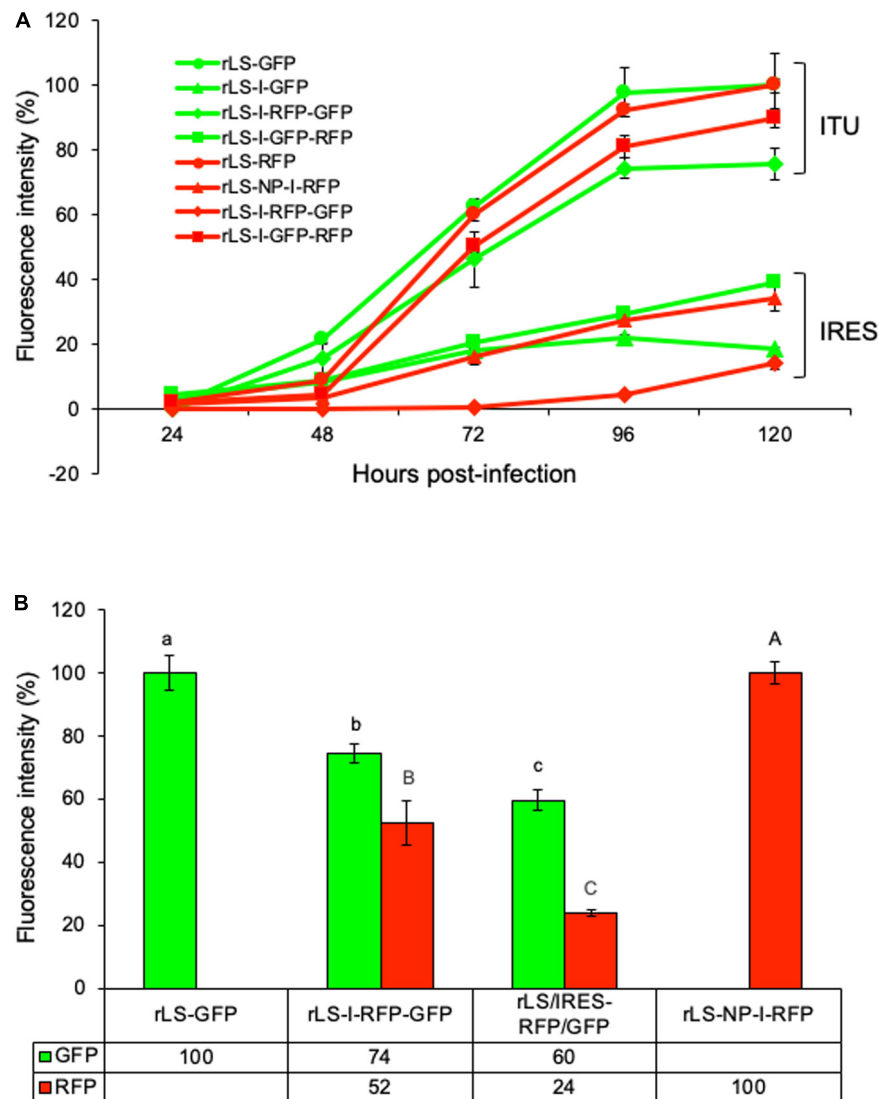 A
120
100
80
60
40
20
0
-20
Fluorescence intensity (%)
rLS-GFP
rLS-I-GFP
rLS-I-RFP-GFP
rLS-I-GFP-RFP
rLS-RFP
rLS-NP-I-RFP
rLS-I-RFP-GFP
rLS-I-GFP-RFP
ITU
IRES
24 48 72 96 120
Hours post-infection
B
120
100
80
60
40
20
0
Fluorescence intensity (%)
a
b
B
c
C
A
rLS-GFP rLS-I-RFP-GFP rLS/IRES-RFP/GFP rLS-NP-I-RFP
GFP 100 74 60
RFP 52 24 100